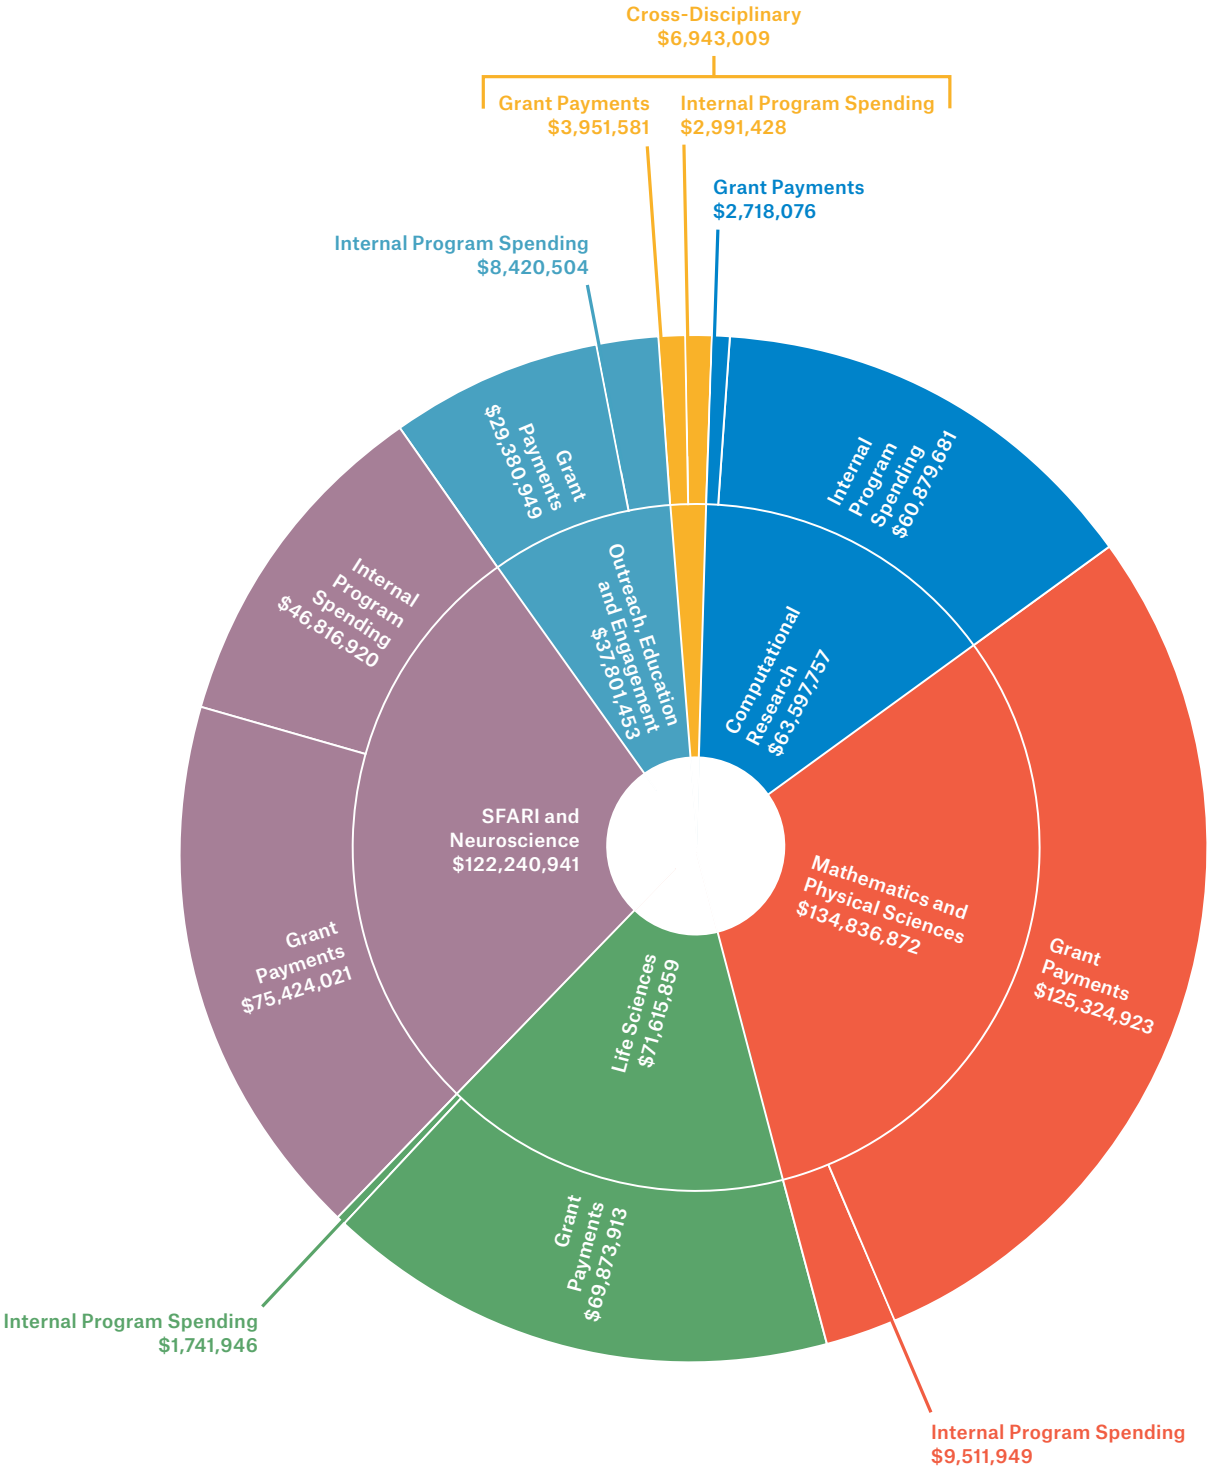 Cross-Disciplinary
$6,943,009
Grant Payments
$3,951,581
Internal Program Spending
$2,991,428
Grant Payments
$2,718,076
Internal Program Spending
$8,420,504
Grant
Payments
$29,380,949
Internal
Program
Spending
$60,879,681
Outreach, Education
and Engagement
$37,801,453
Computational
Research
$63,597,757
Internal
Program
Spending
$46,816,920
SFARI and
Neuroscience
$122,240,941
Mathematics and
Physical Sciences
$134,836,872
Grant
Payments
$75,424,021
Grant
Payments
$125,324,923
Life Sciences
$71,615,859
Grant
Payments
$69,873,913
Internal Program Spending
$1,741,946
Internal Program Spending
$9,511,949